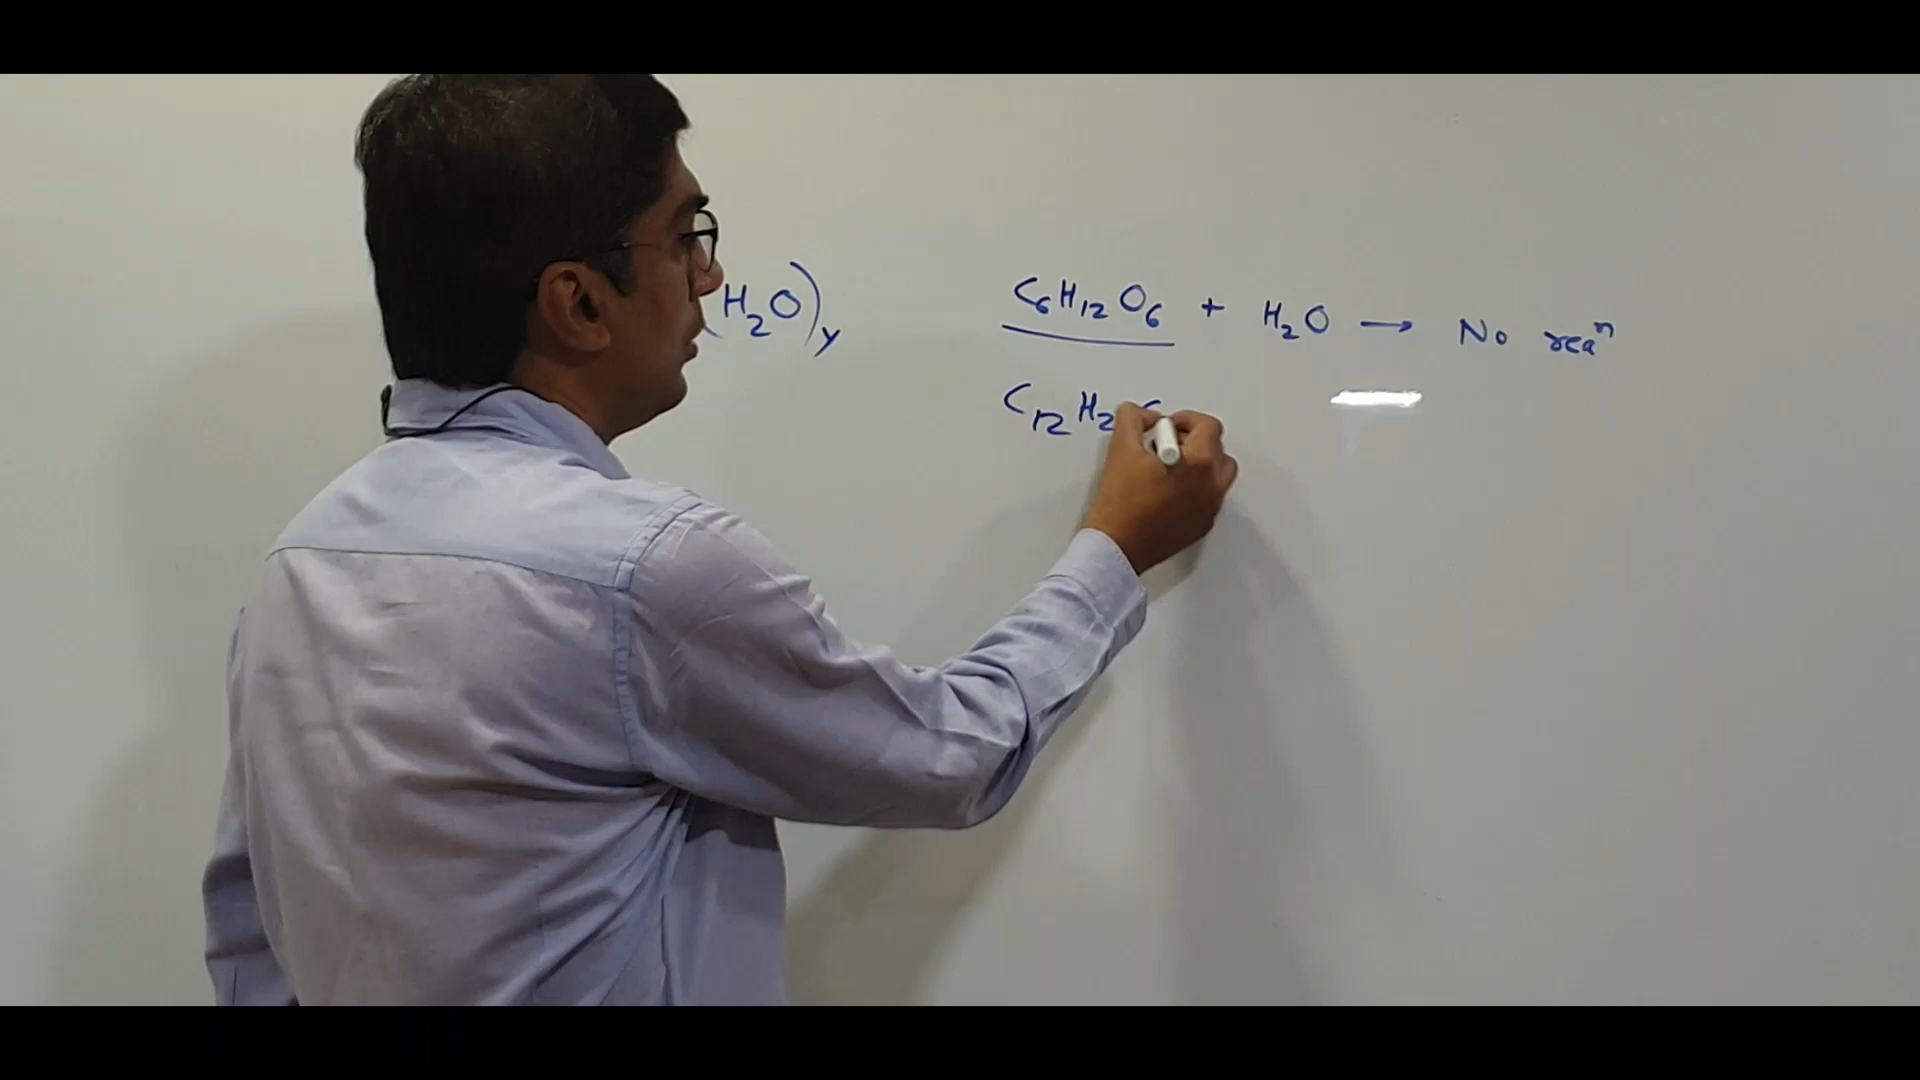 (H₂O)y
C₆H₁₂O₆ + H₂O → No reaⁿ
C₁₂H₂